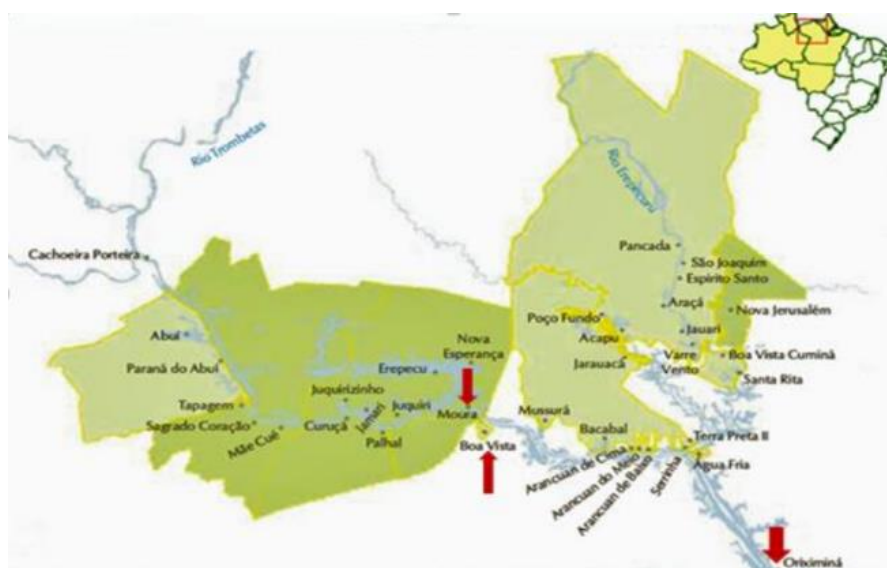 Rio Trombetas
Rio Erepecuru
Cachoeira Porteira
Pancada
São Joaquim
Espirito Santo
Poço Fundo
Araçá
Nova Jerusalém
Abuí
Acapu
Jauari
Nova
Esperança
Paraná do Abuí
Erepecu
Jarauacá
Varre
Vento
Boa Vista Cuminá
Santa Rita
Juquirizinho
Jamari
Juquiri
Tapagem
Moura
Mussurá
Sagrado Coração
Mãe Cué
Curuçá
Palhal
Boa Vista
Bacabal
Terra Preta II
Arancuan de Cima
Arancuan do Meio
Arancuan de Baixo
Serrinha
Água Fria
Oriximiná